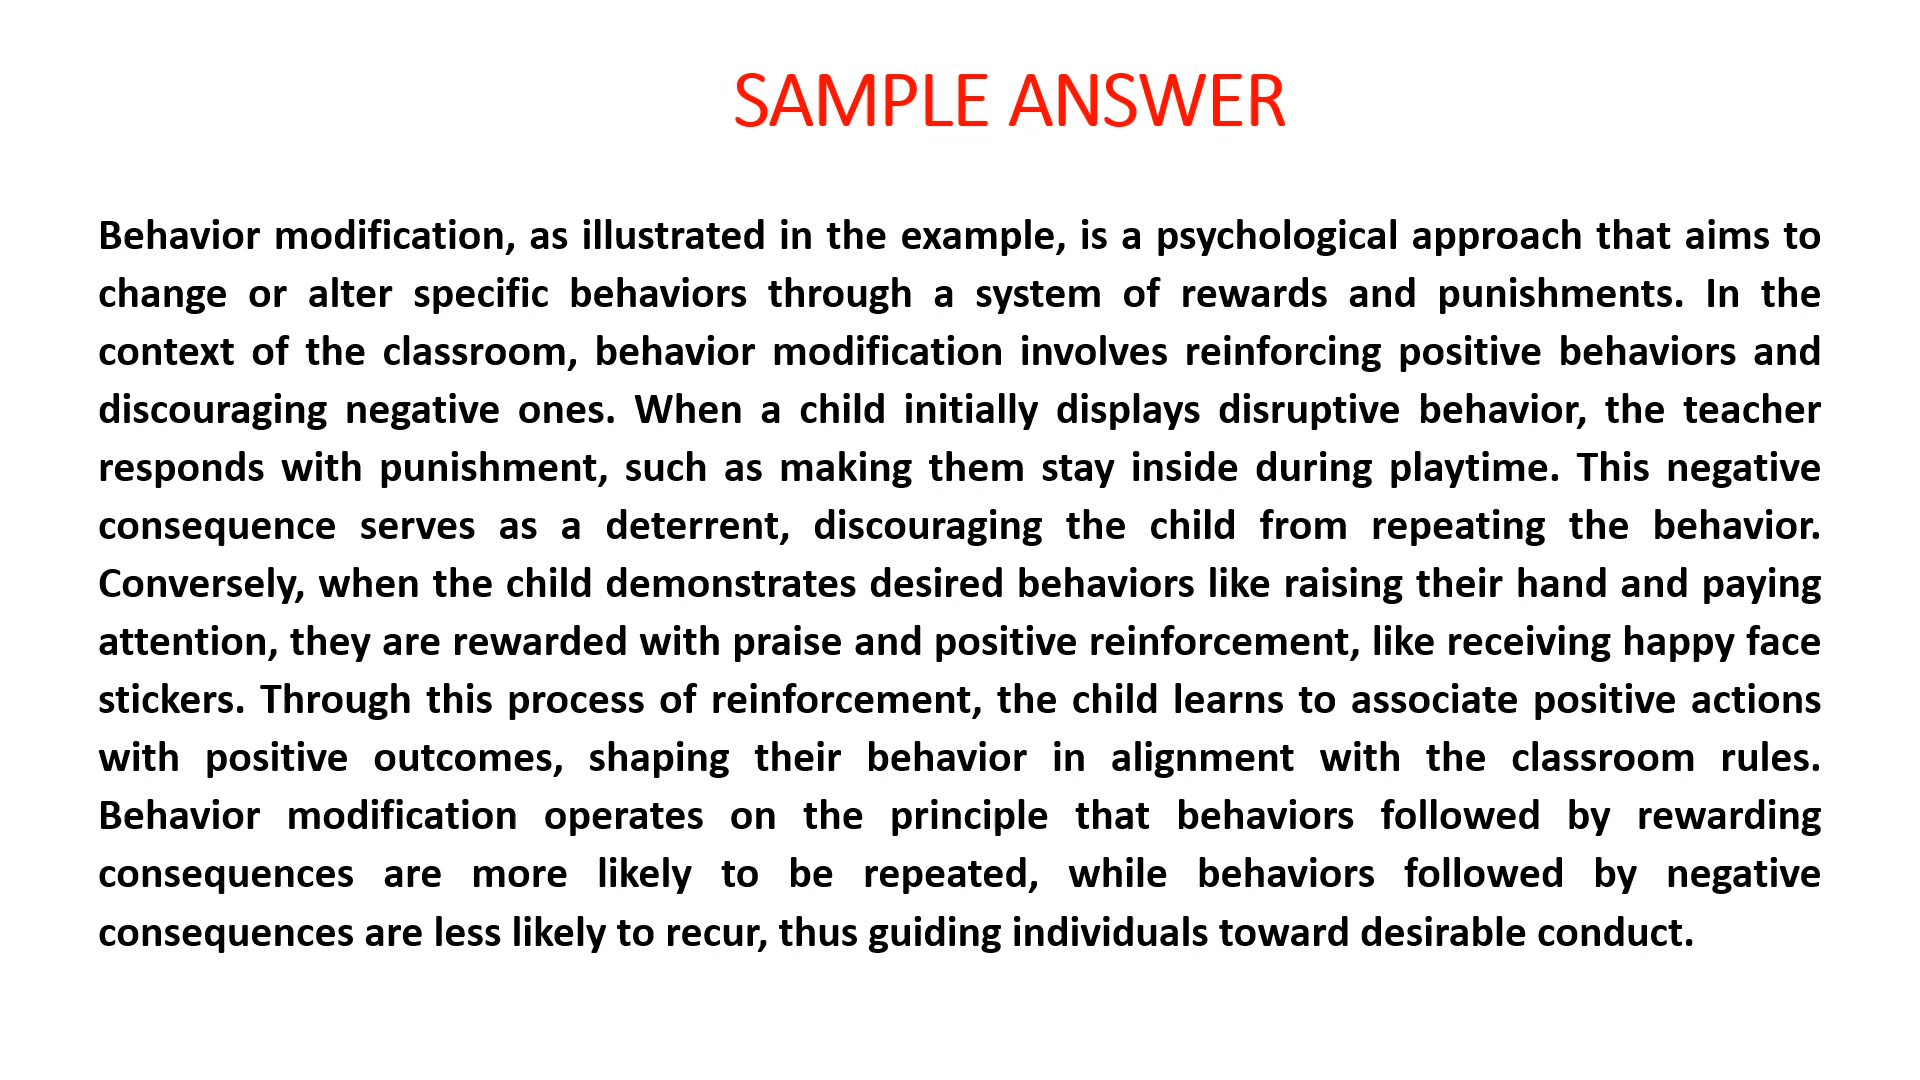 SAMPLE ANSWER
Behavior modification, as illustrated in the example, is a psychological approach that aims to
change or alter specific behaviors through a system of rewards and punishments. In the
context of the classroom, behavior modification involves reinforcing positive behaviors and
discouraging negative ones. When a child initially displays disruptive behavior, the teacher
responds with punishment, such as making them stay inside during playtime. This negative
consequence serves as a deterrent, discouraging the child from repeating the behavior.
Conversely, when the child demonstrates desired behaviors like raising their hand and paying
attention, they are rewarded with praise and positive reinforcement, like receiving happy face
stickers. Through this process of reinforcement, the child learns to associate positive actions
with positive outcomes, shaping their behavior in alignment with the classroom rules.
Behavior modification operates on the principle that behaviors followed by rewarding
consequences are more likely to be repeated, while behaviors followed by negative
consequences are less likely to recur, thus guiding individuals toward desirable conduct.